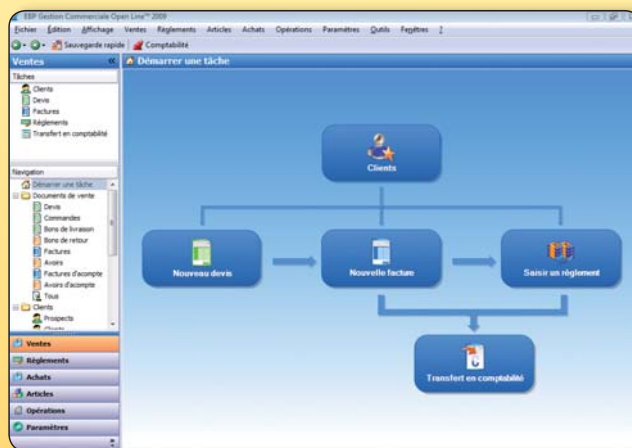 EBP Gestion Commerciale Open Line™ 2009
Fichier Édition Affichage Ventes Règlements Articles Achats Opérations Paramètres Outils Fenêtres ?
Sauvegarde rapide Comptabilité
Ventes «
Démarrer une tâche
Tâches
Clients
Devis
Factures
Règlements
Transfert en comptabilité
Navigation
Démarrer une tâche
Documents de vente
Devis
Commandes
Bons de livraison
Bons de retour
Factures
Avoirs
Factures d'acompte
Avoirs d'acompte
Tous
Clients
Prospects
Clients
Ventes
Règlements
Achats
Articles
Opérations
Paramètres
Clients
Nouveau devis
Nouvelle facture
Saisir un règlement
Transfert en comptabilité